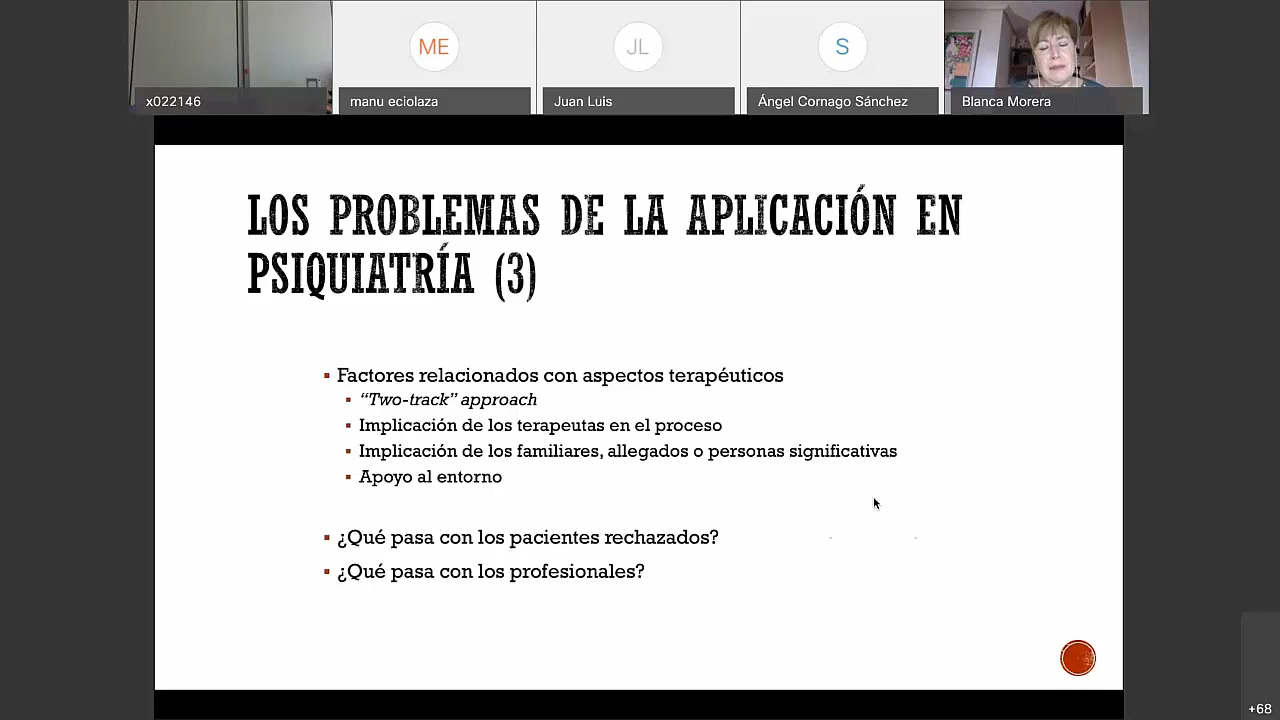 ME
JL
S
x022146
manu eciolaza
Juan Luis
Ángel Cornago Sánchez
Blanca Morera
LOS PROBLEMAS DE LA APLICACIÓN EN
PSIQUIATRÍA (3)
Factores relacionados con aspectos terapéuticos
“Two-track” approach
Implicación de los terapeutas en el proceso
Implicación de los familiares, allegados o personas significativas
Apoyo al entorno
¿Qué pasa con los pacientes rechazados?
¿Qué pasa con los profesionales?
+68